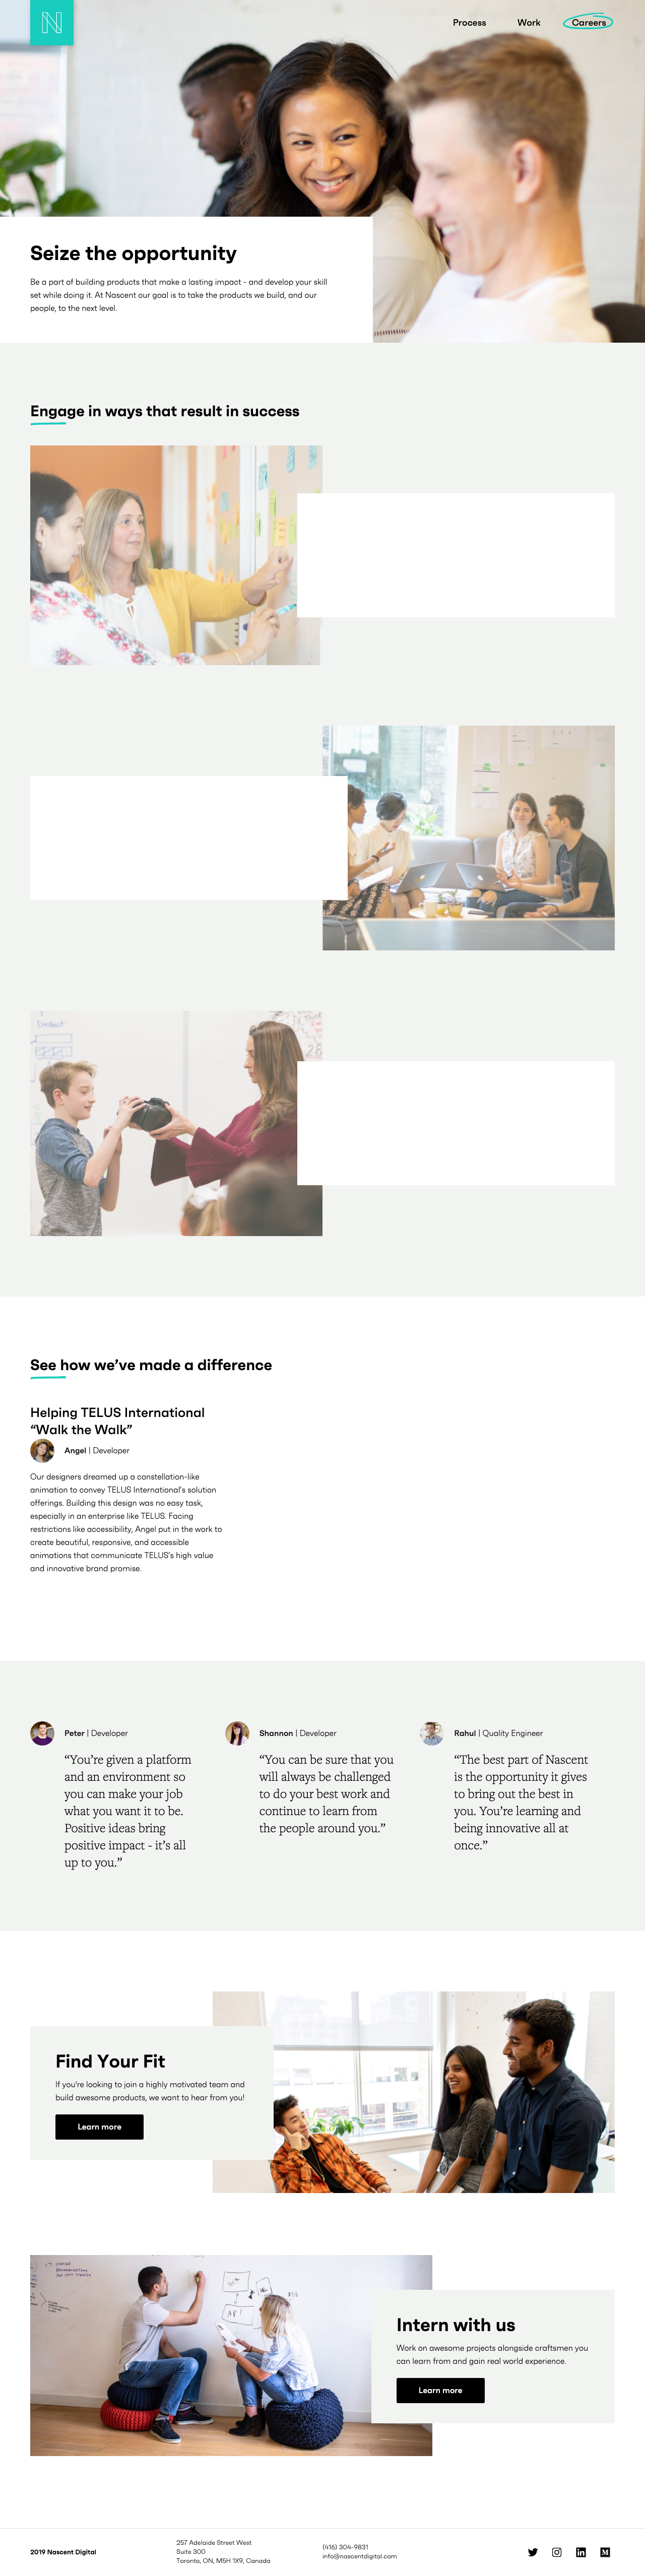 N
Process
Work
Careers
Seize the opportunity
Be a part of building products that make a lasting impact - and develop your skill
set while doing it. At Nascent our goal is to take the products we build, and our
people, to the next level.
Engage in ways that result in success
Deduct
See how we’ve made a difference
Helping TELUS International
“Walk the Walk”
Angel | Developer
Our designers dreamed up a constellation-like
animation to convey TELUS International’s solution
offerings. Building this design was no easy task,
especially in an enterprise like TELUS. Facing
restrictions like accessibility, Angel put in the work to
create beautiful, responsive, and accessible
animations that communicate TELUS’s high value
and innovative brand promise.
Peter | Developer
“You’re given a platform
and an environment so
you can make your job
what you want it to be.
Positive ideas bring
positive impact - it’s all
up to you.”
Shannon | Developer
“You can be sure that you
will always be challenged
to do your best work and
continue to learn from
the people around you.”
Rahul | Quality Engineer
“The best part of Nascent
is the opportunity it gives
to bring out the best in
you. You’re learning and
being innovative all at
once.”
Find Your Fit
If you’re looking to join a highly motivated team and
build awesome products, we want to hear from you!
Learn more
API
Intern with us
Work on awesome projects alongside craftsmen you
can learn from and gain real world experience.
Learn more
2019 Nascent Digital
257 Adelaide Street West
Suite 300
Toronto, ON, M5H 1X9, Canada
(416) 304-9831
info@nascentdigital.com